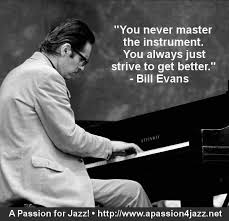 "You never master
the instrument.
You always just
strive to get better."
- Bill Evans
STEINWAY
A Passion for Jazz! • http://www.apassion4jazz.net